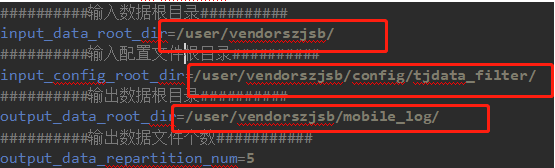 ##########输入数据根目录##########
input_data_root_dir=/user/vendorszjsb/
##########输入配置文件根目录##########
input_config_root_dir=/user/vendorszjsb/config/tjdata_filter/
##########输出数据根目录##########
output_data_root_dir=/user/vendorszjsb/mobile_log/
##########输出数据文件个数###########
output_data_repartition_num=5